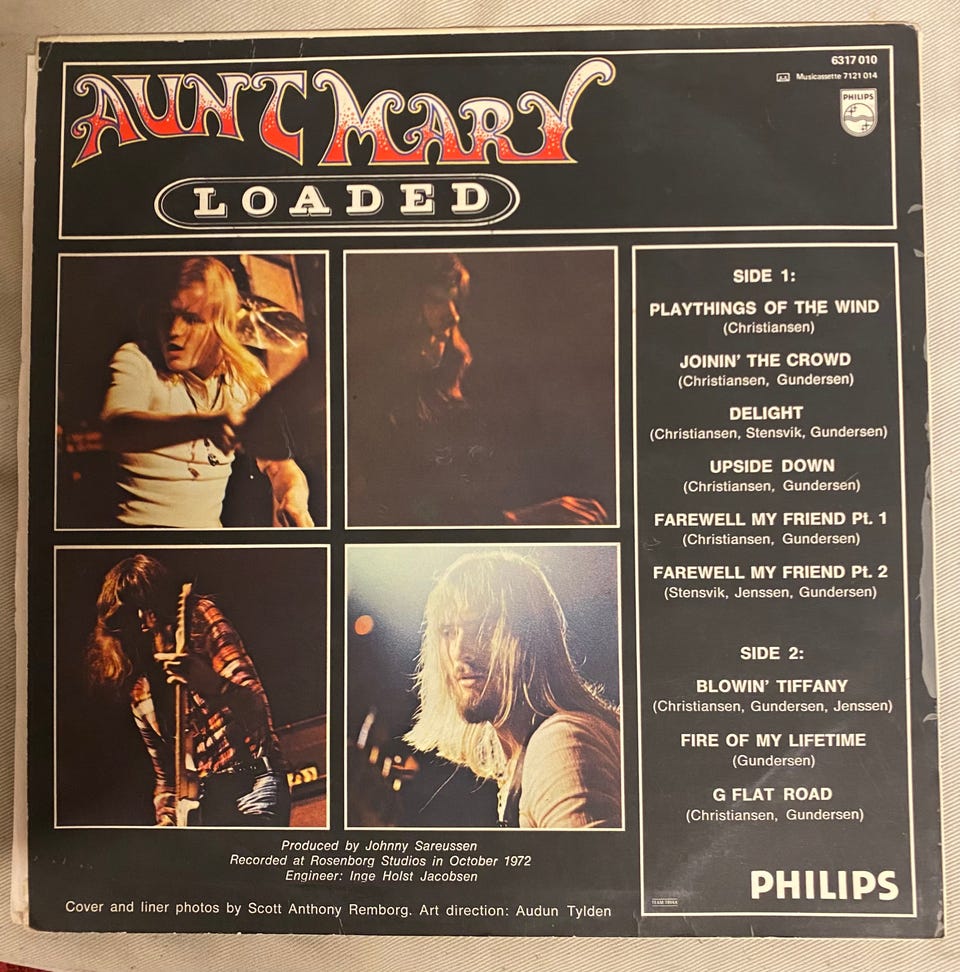 AUNT MARY
LOADED
6317 010
Musicassette 7121 014
PHILIPS
SIDE 1:
PLAYTHINGS OF THE WIND
(Christiansen)
JOININ' THE CROWD
(Christiansen, Gundersen)
DELIGHT
(Christiansen, Stensvik, Gundersen)
UPSIDE DOWN
(Christiansen, Gundersen)
FAREWELL MY FRIEND Pt. 1
(Christiansen, Gundersen)
FAREWELL MY FRIEND Pt. 2
(Stensvik, Jenssen, Gundersen)
SIDE 2:
BLOWIN' TIFFANY
(Christiansen, Gundersen, Jenssen)
FIRE OF MY LIFETIME
(Gundersen)
G FLAT ROAD
(Christiansen, Gundersen)
PHILIPS
Produced by Johnny Sareussen
Recorded at Rosenborg Studios in October 1972
Engineer: Inge Holst Jacobsen
Cover and liner photos by Scott Anthony Remborg. Art direction: Audun Tylden